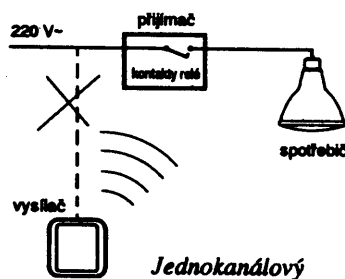 220 V~
přijímač
kontakty relé
spotřebič
vysílač
Jednokanálový